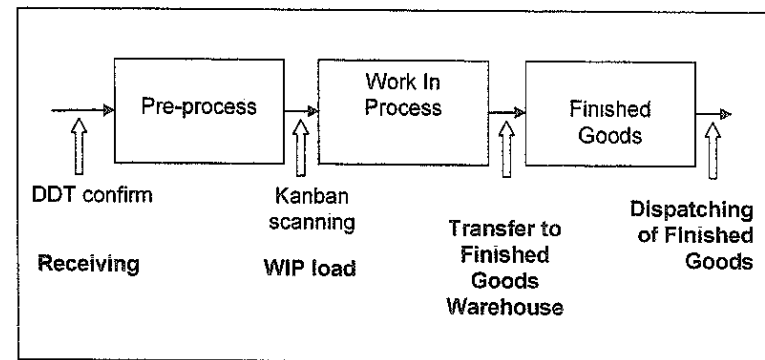 Pre-process
Work In
Process
Finished
Goods
DDT confirm
Receiving
Kanban
scanning
WIP load
Transfer to
Finished
Goods
Warehouse
Dispatching
of Finished
Goods